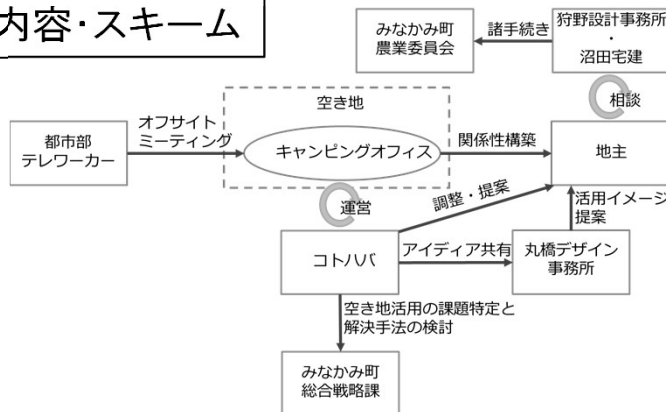 内容・スキーム
みなかみ町
農業委員会
諸手続き
狩野設計事務所
・
沼田宅建
相談
空き地
都市部
テレワーカー
オフサイト
ミーティング
キャンピングオフィス
関係性構築
地主
運営
調整・提案
活用イメージ
提案
コトハバ
アイディア共有
丸橋デザイン
事務所
空き地活用の課題特定と
解決手法の検討
みなかみ町
総合戦略課